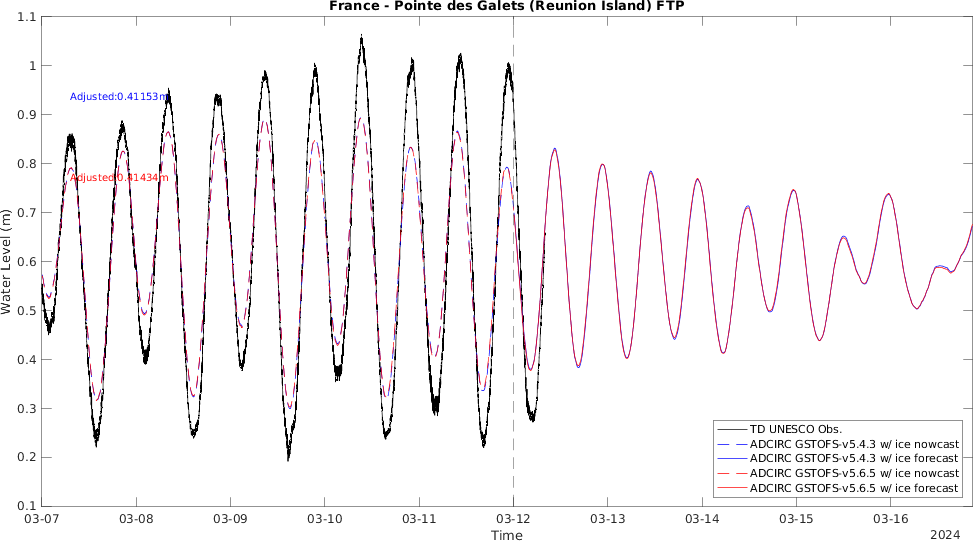 France - Pointe des Galets (Reunion Island) FTP
1.1
1
0.9
0.8
0.7
0.6
0.5
0.4
0.3
0.2
0.1
Water Level (m)
Adjusted:0.41153m
Adjusted:0.41434m
TD UNESCO Obs.
ADCIRC GSTOFS-v5.4.3 w/ ice nowcast
ADCIRC GSTOFS-v5.4.3 w/ ice forecast
ADCIRC GSTOFS-v5.6.5 w/ ice nowcast
ADCIRC GSTOFS-v5.6.5 w/ ice forecast
03-07 03-08 03-09 03-10 03-11 03-12 03-13 03-14 03-15 03-16
Time
2024